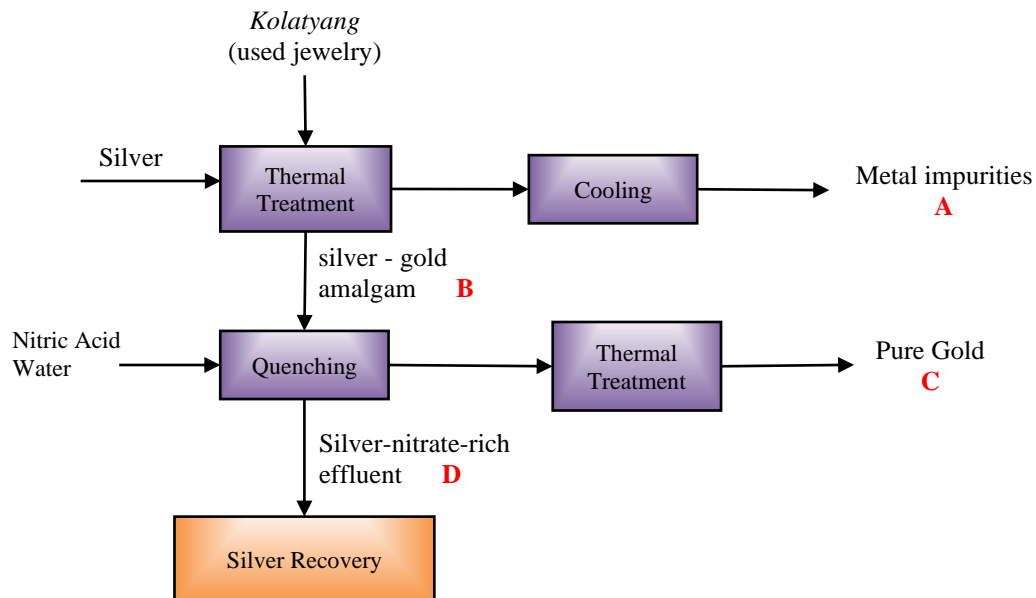 Kolatyang
(used jewelry)
Silver
Thermal
Treatment
Cooling
Metal impurities
A
silver - gold
amalgam B
Nitric Acid
Water
Quenching
Thermal
Treatment
Pure Gold
C
Silver-nitrate-rich
effluent D
Silver Recovery